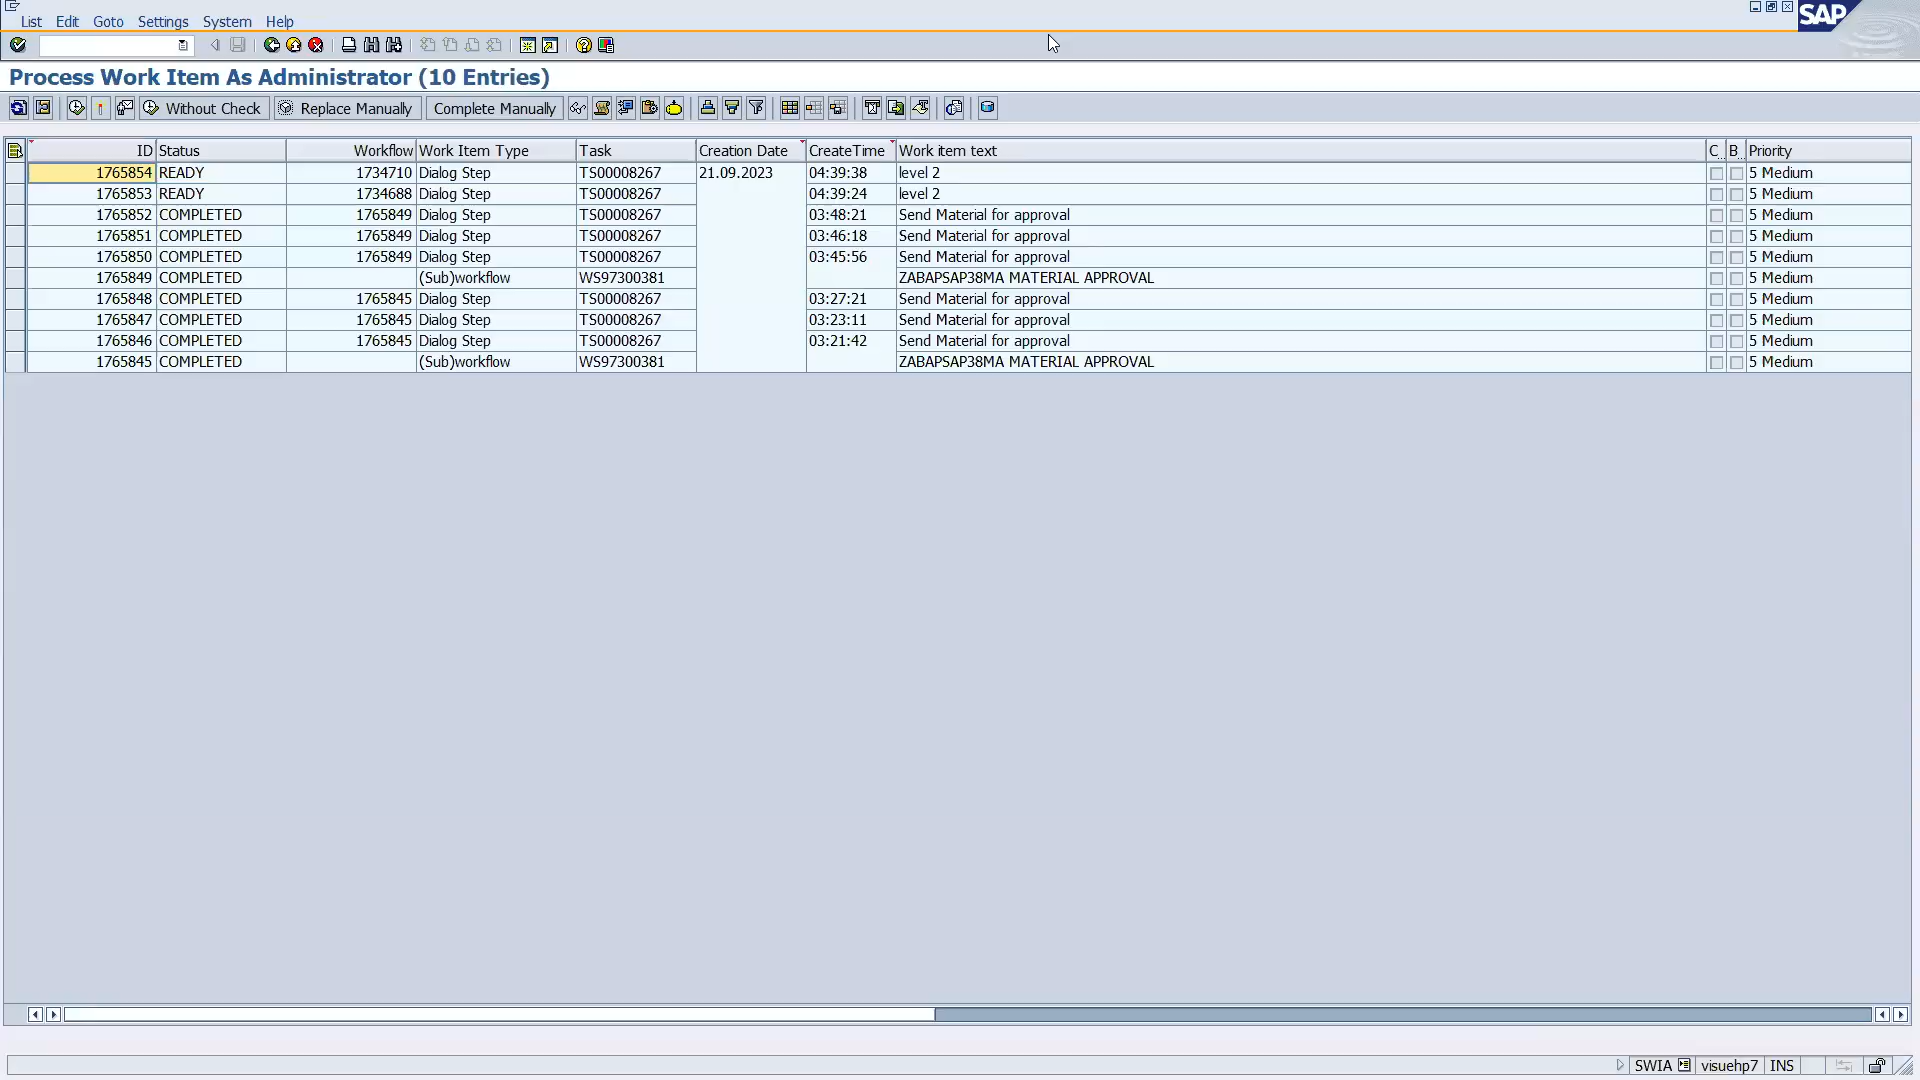 List Edit Goto Settings System Help
SAP
Process Work Item As Administrator (10 Entries)
Without Check Replace Manually Complete Manually
ID Status Workflow Work Item Type Task Creation Date CreateTime Work item text C.. B.. Priority
1765854 READY 1734710 Dialog Step TS00008267 21.09.2023 04:39:38 level 2 5 Medium
1765853 READY 1734688 Dialog Step TS00008267 04:39:24 level 2 5 Medium
1765852 COMPLETED 1765849 Dialog Step TS00008267 03:48:21 Send Material for approval 5 Medium
1765851 COMPLETED 1765849 Dialog Step TS00008267 03:46:18 Send Material for approval 5 Medium
1765850 COMPLETED 1765849 Dialog Step TS00008267 03:45:56 Send Material for approval 5 Medium
1765849 COMPLETED (Sub)workflow WS97300381 ZABAPSAP38MA MATERIAL APPROVAL 5 Medium
1765848 COMPLETED 1765845 Dialog Step TS00008267 03:27:21 Send Material for approval 5 Medium
1765847 COMPLETED 1765845 Dialog Step TS00008267 03:23:11 Send Material for approval 5 Medium
1765846 COMPLETED 1765845 Dialog Step TS00008267 03:21:42 Send Material for approval 5 Medium
1765845 COMPLETED (Sub)workflow WS97300381 ZABAPSAP38MA MATERIAL APPROVAL 5 Medium
SWIA visuehp7 INS